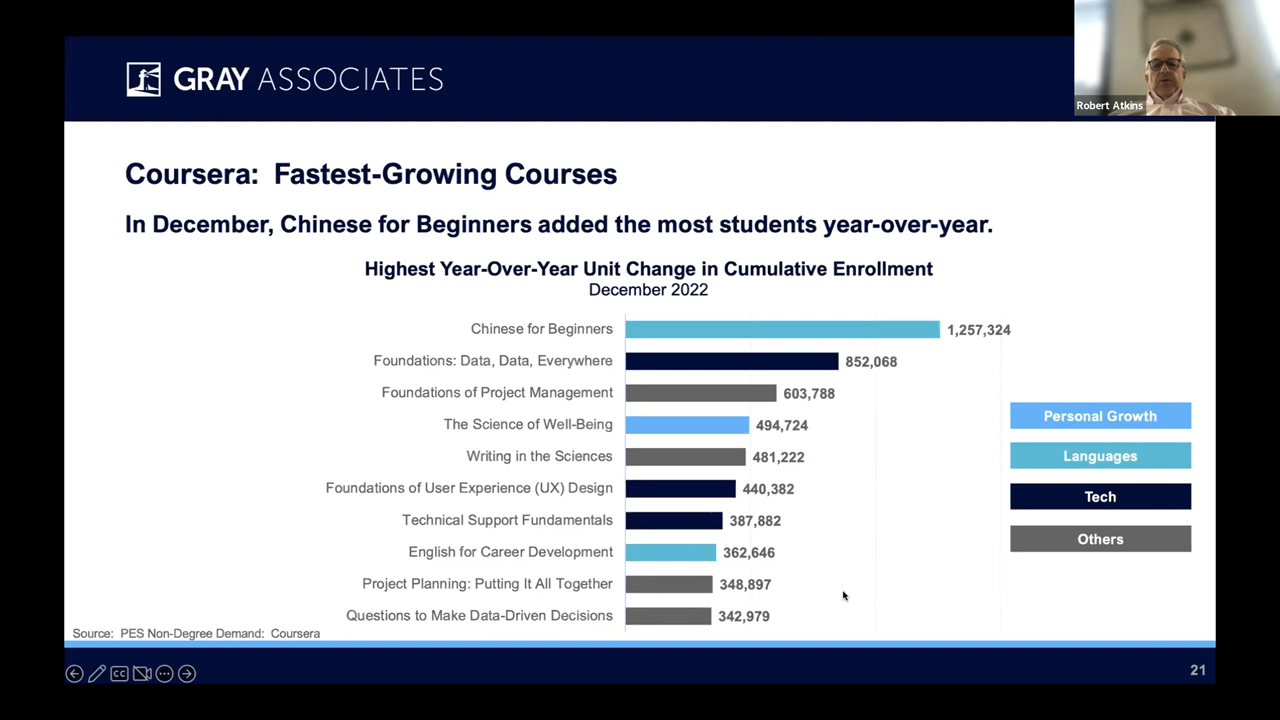 GRAY ASSOCIATES
Robert Atkins
Coursera: Fastest-Growing Courses
In December, Chinese for Beginners added the most students year-over-year.
Highest Year-Over-Year Unit Change in Cumulative Enrollment
December 2022
Chinese for Beginners 1,257,324
Foundations: Data, Data, Everywhere 852,068
Foundations of Project Management 603,788
The Science of Well-Being 494,724
Writing in the Sciences 481,222
Foundations of User Experience (UX) Design 440,382
Technical Support Fundamentals 387,882
English for Career Development 362,646
Project Planning: Putting It All Together 348,897
Questions to Make Data-Driven Decisions 342,979
Personal Growth
Languages
Tech
Others
Source: PES Non-Degree Demand: Coursera
CC
21